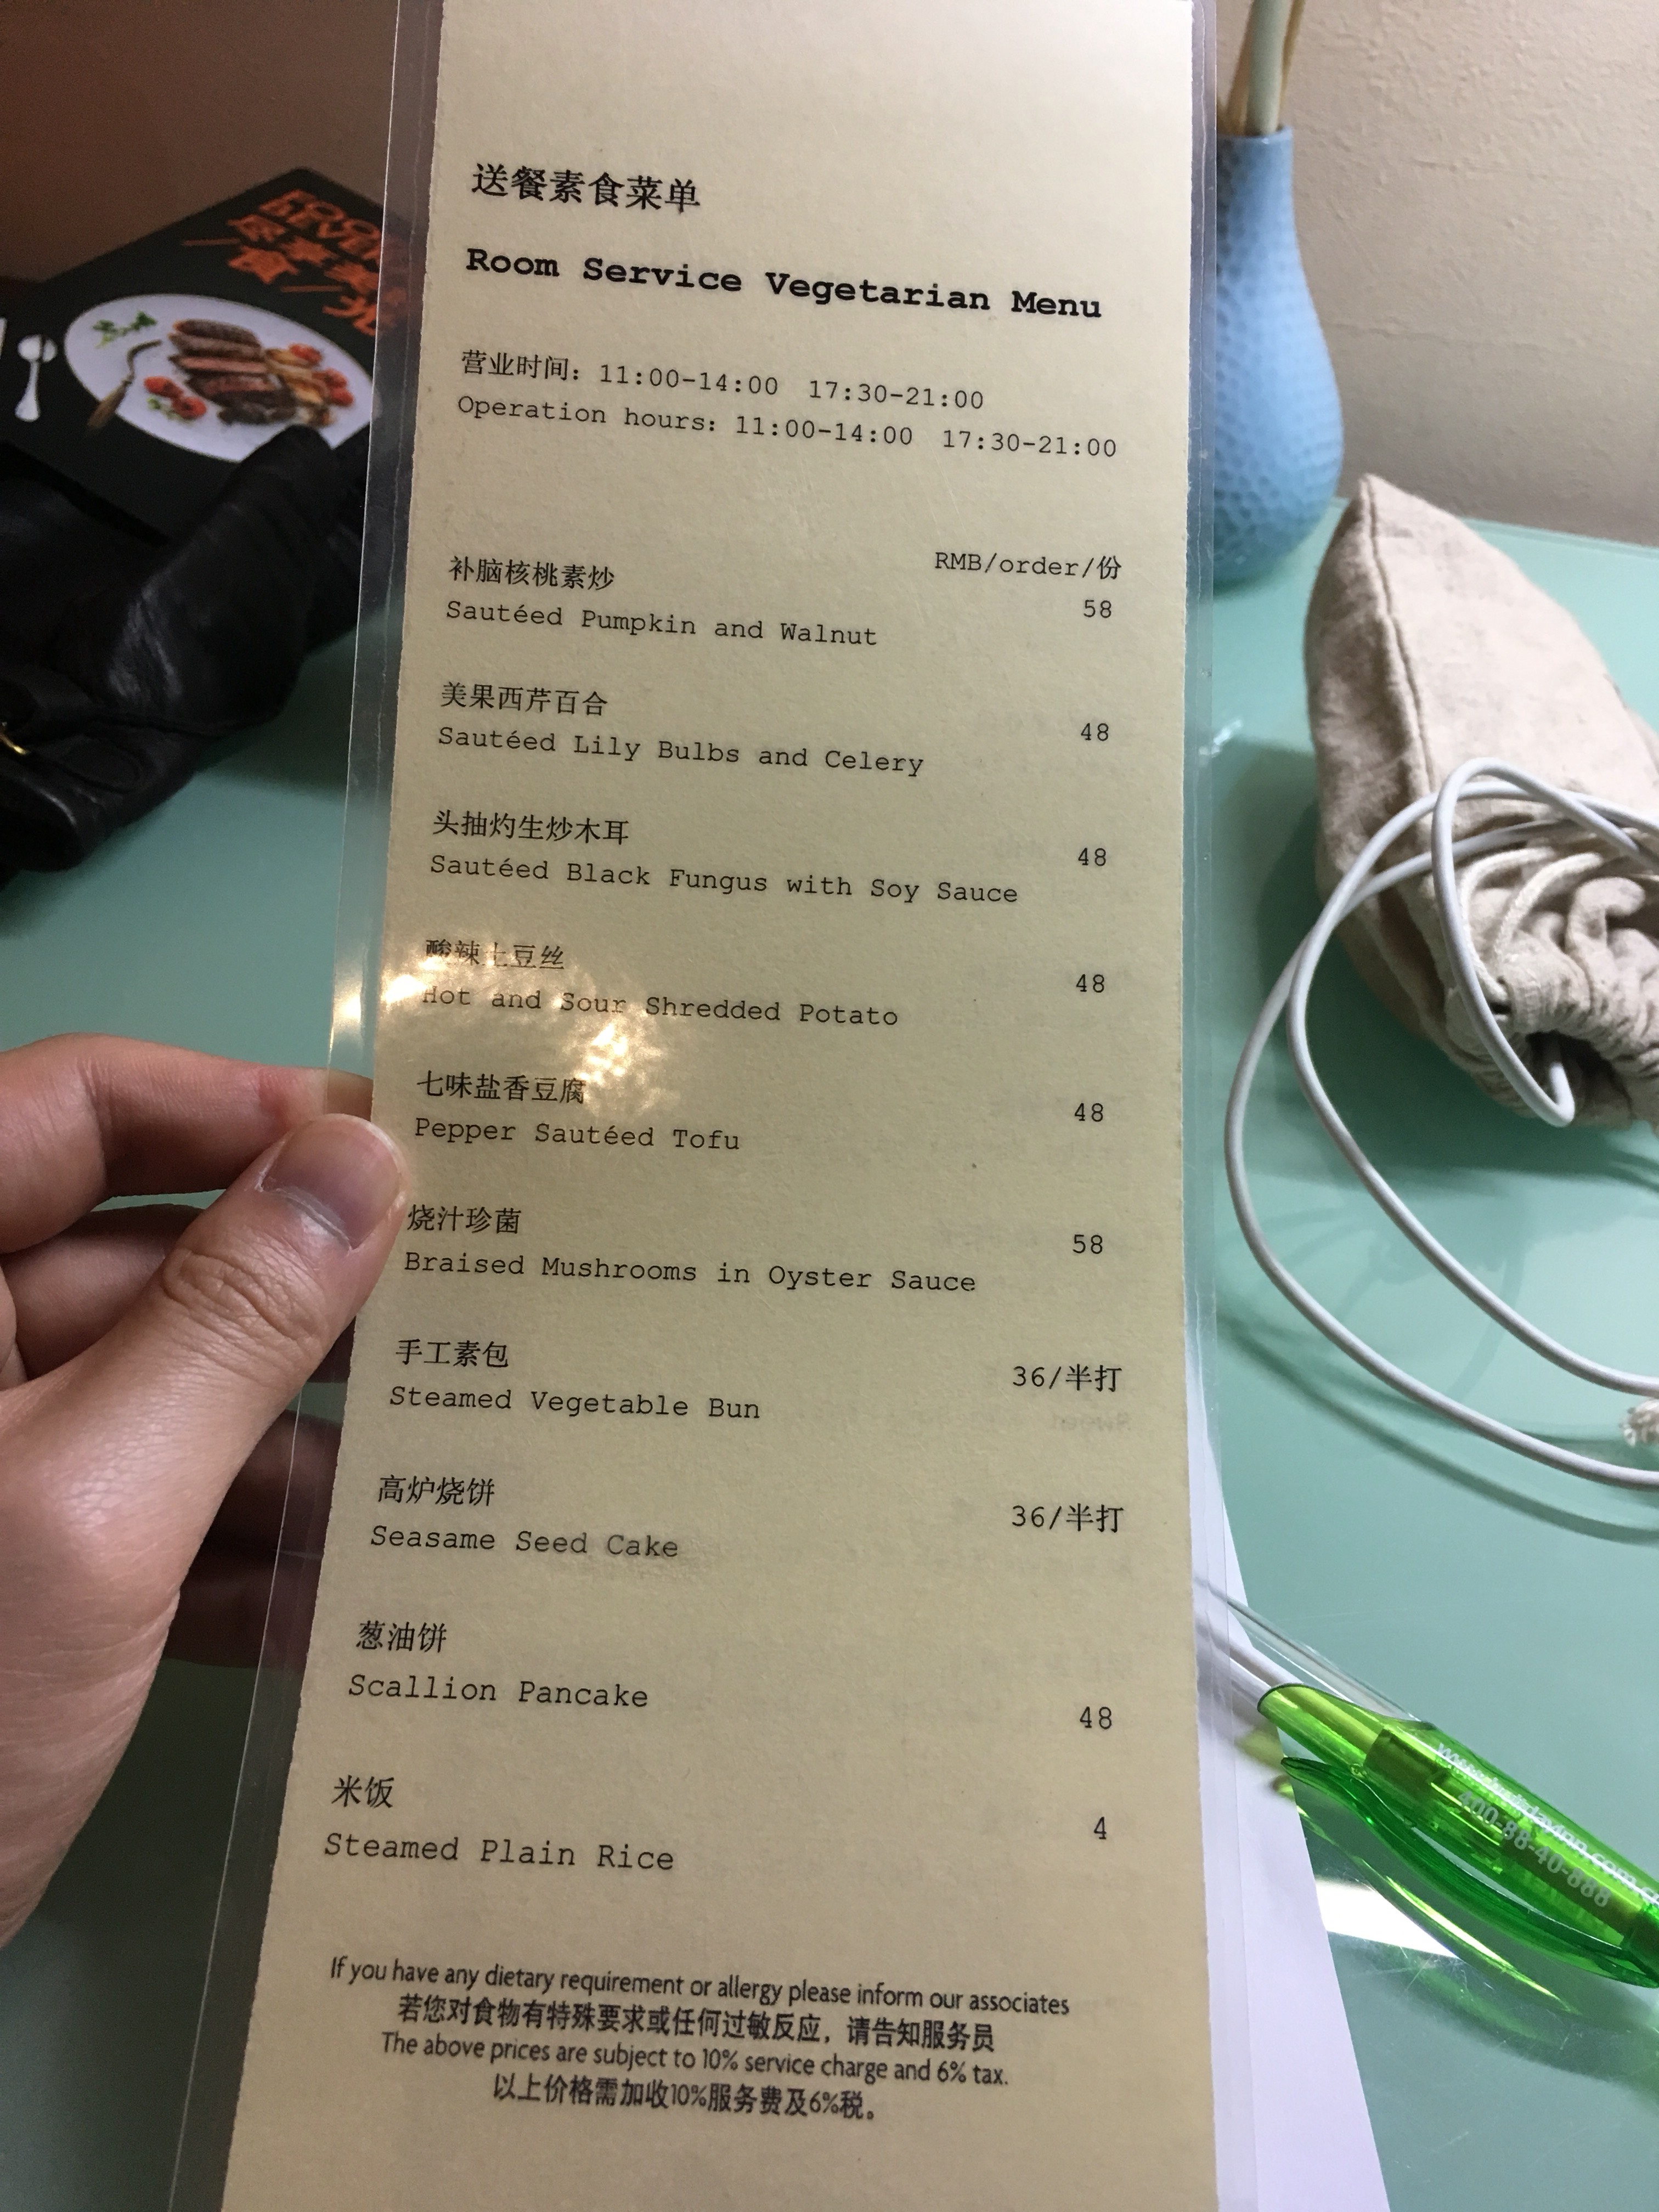 送餐素食菜单
Room Service Vegetarian Menu
营业时间: 11:00-14:00 17:30-21:00
Operation hours: 11:00-14:00 17:30-21:00
RMB/order/份
补脑核桃素炒
58
Sautéed Pumpkin and Walnut
美果西芹百合
48
Sautéed Lily Bulbs and Celery
头抽灼生炒木耳
48
Sautéed Black Fungus with Soy Sauce
酸辣土豆丝
48
Hot and Sour Shredded Potato
七味盐香豆腐
48
Pepper Sautéed Tofu
烧汁珍菌
58
Braised Mushrooms in Oyster Sauce
手工素包
36/半打
Steamed Vegetable Bun
高炉烧饼
36/半打
Seasame Seed Cake
葱油饼
Scallion Pancake
48
米饭
4
Steamed Plain Rice
If you have any dietary requirement or allergy please inform our associates
若您对食物有特殊要求或任何过敏反应，请告知服务员
The above prices are subject to 10% service charge and 6% tax.
以上价格需加收10%服务费及6%税。
400-88-40-888